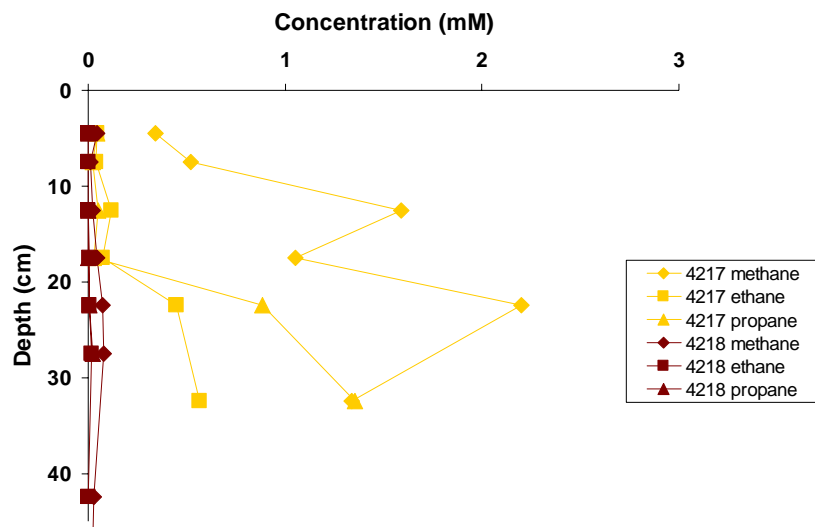 Concentration (mM)
0 1 2 3
0
10
20
30
40
Depth (cm)
4217 methane
4217 ethane
4217 propane
4218 methane
4218 ethane
4218 propane